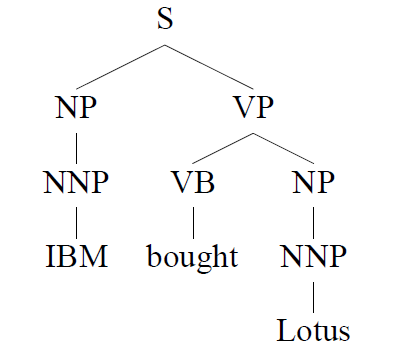 S
NP VP
NNP VB NP
IBM bought NNP
Lotus